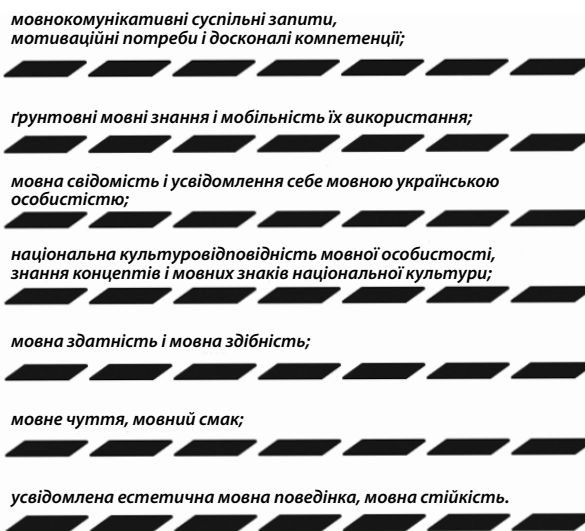 мовнокомунікативні суспільні запити,
мотиваційні потреби і досконалі компетенції;
ґрунтовні мовні знання і мобільність їх використання;
мовна свідомість і усвідомлення себе мовною українською
особистістю;
національна культуровідповідність мовної особистості,
знання концептів і мовних знаків національної культури;
мовна здатність і мовна здібність;
мовне чуття, мовний смак;
усвідомлена естетична мовна поведінка, мовна стійкість.